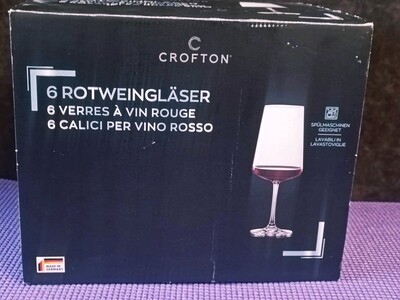 CROFTON
6 ROTWEINGLÄSER
6 VERRES À VIN ROUGE
6 CALICI PER VINO ROSSO
SPÜLMASCHINEN
GEEIGNET
LAVABILI IN
LAVASTOVIGLIE
MADE IN
GERMANY